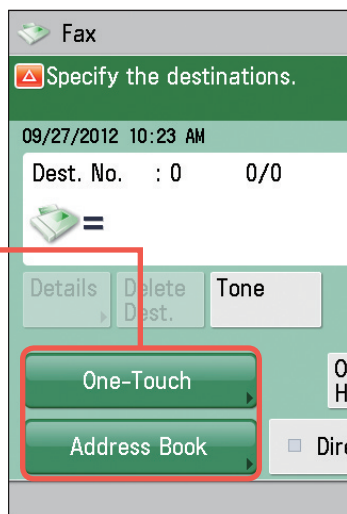 Fax
Specify the destinations.
09/27/2012 10:23 AM
Dest. No. : 0 0/0
=
Details Delete Dest. Tone
One-Touch
Address Book